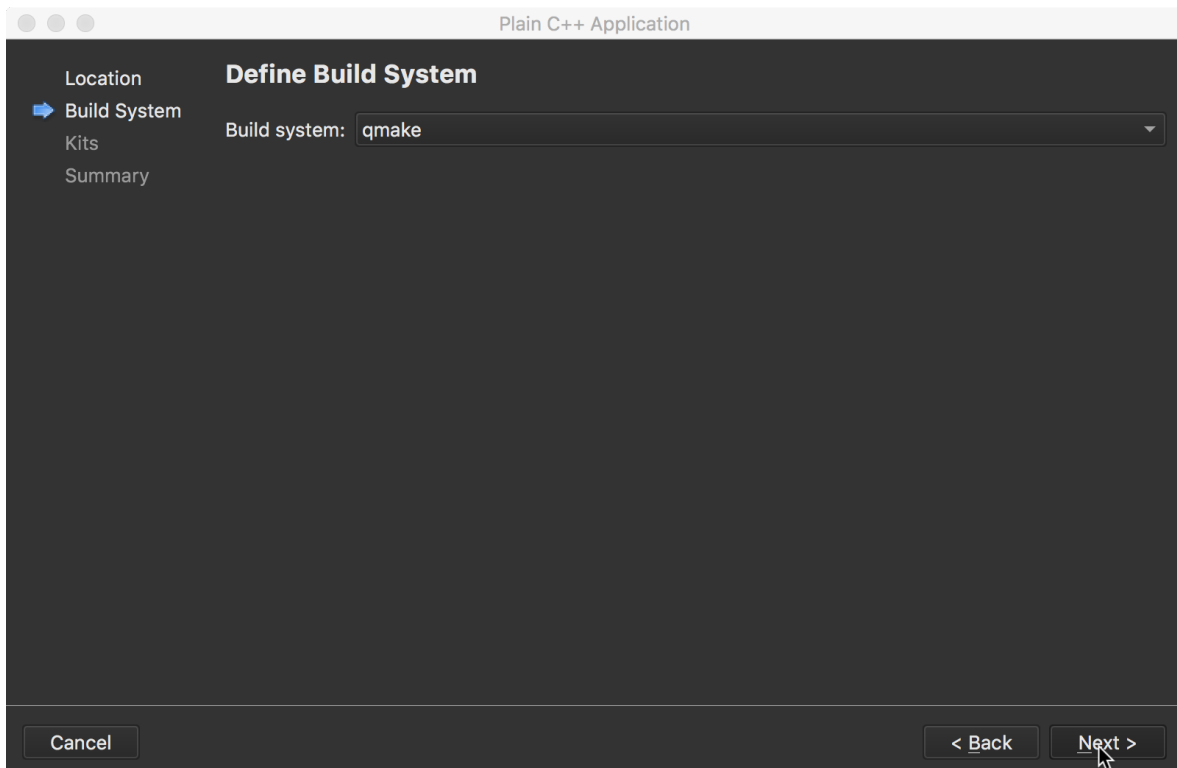 Plain C++ Application
Location
Build System
Kits
Summary
Define Build System
Build system: qmake
Cancel
< Back
Next >